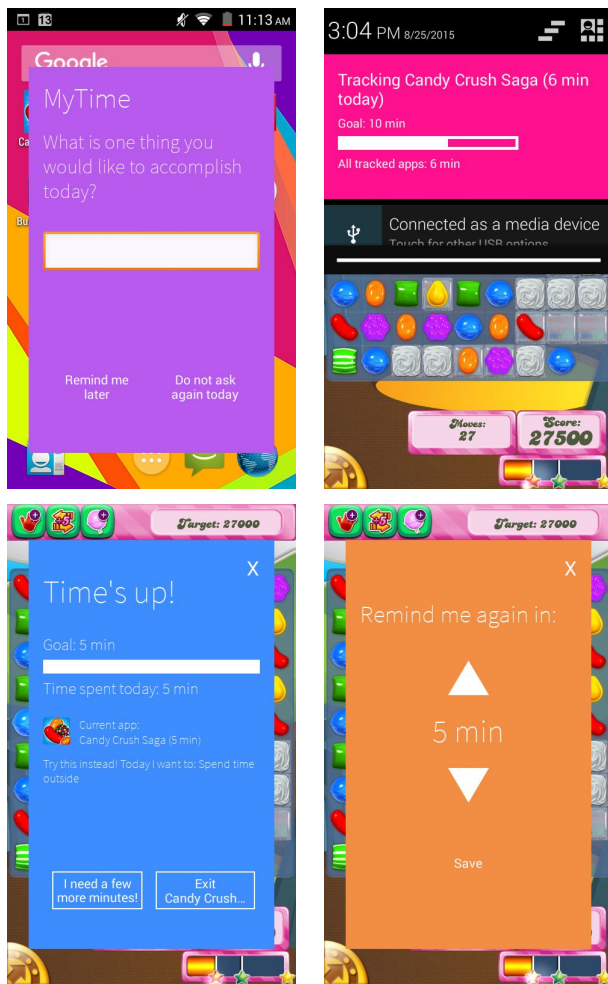 1 13 11:13 AM
Google
MyTime
What is one thing you
would like to accomplish
today?
Ca
Bu
Remind me
later
Do not ask
again today
3:04 PM 8/25/2015
Tracking Candy Crush Saga (6 min
today)
Goal: 10 min
All tracked apps: 6 min
Connected as a media device
Touch for other USB options
Moves:
27
Score:
27500
+5
Target: 27000
X
Time's up!
Goal: 5 min
Time spent today: 5 min
Current app:
Candy Crush Saga (5 min)
Try this instead! Today I want to: Spend time
outside
I need a few
more minutes!
Exit
Candy Crush...
+5
Target: 27000
X
Remind me again in:
5 min
Save